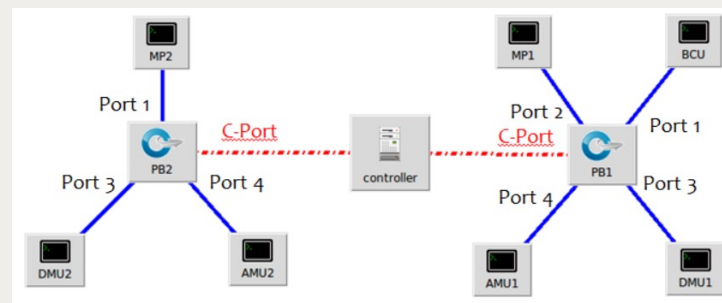 MP2
MP1
BCU
Port 1
Port 2
Port 1
C-Port
C-Port
PB2
controller
PB1
Port 3
Port 4
Port 4
Port 3
DMU2
AMU2
AMU1
DMU1